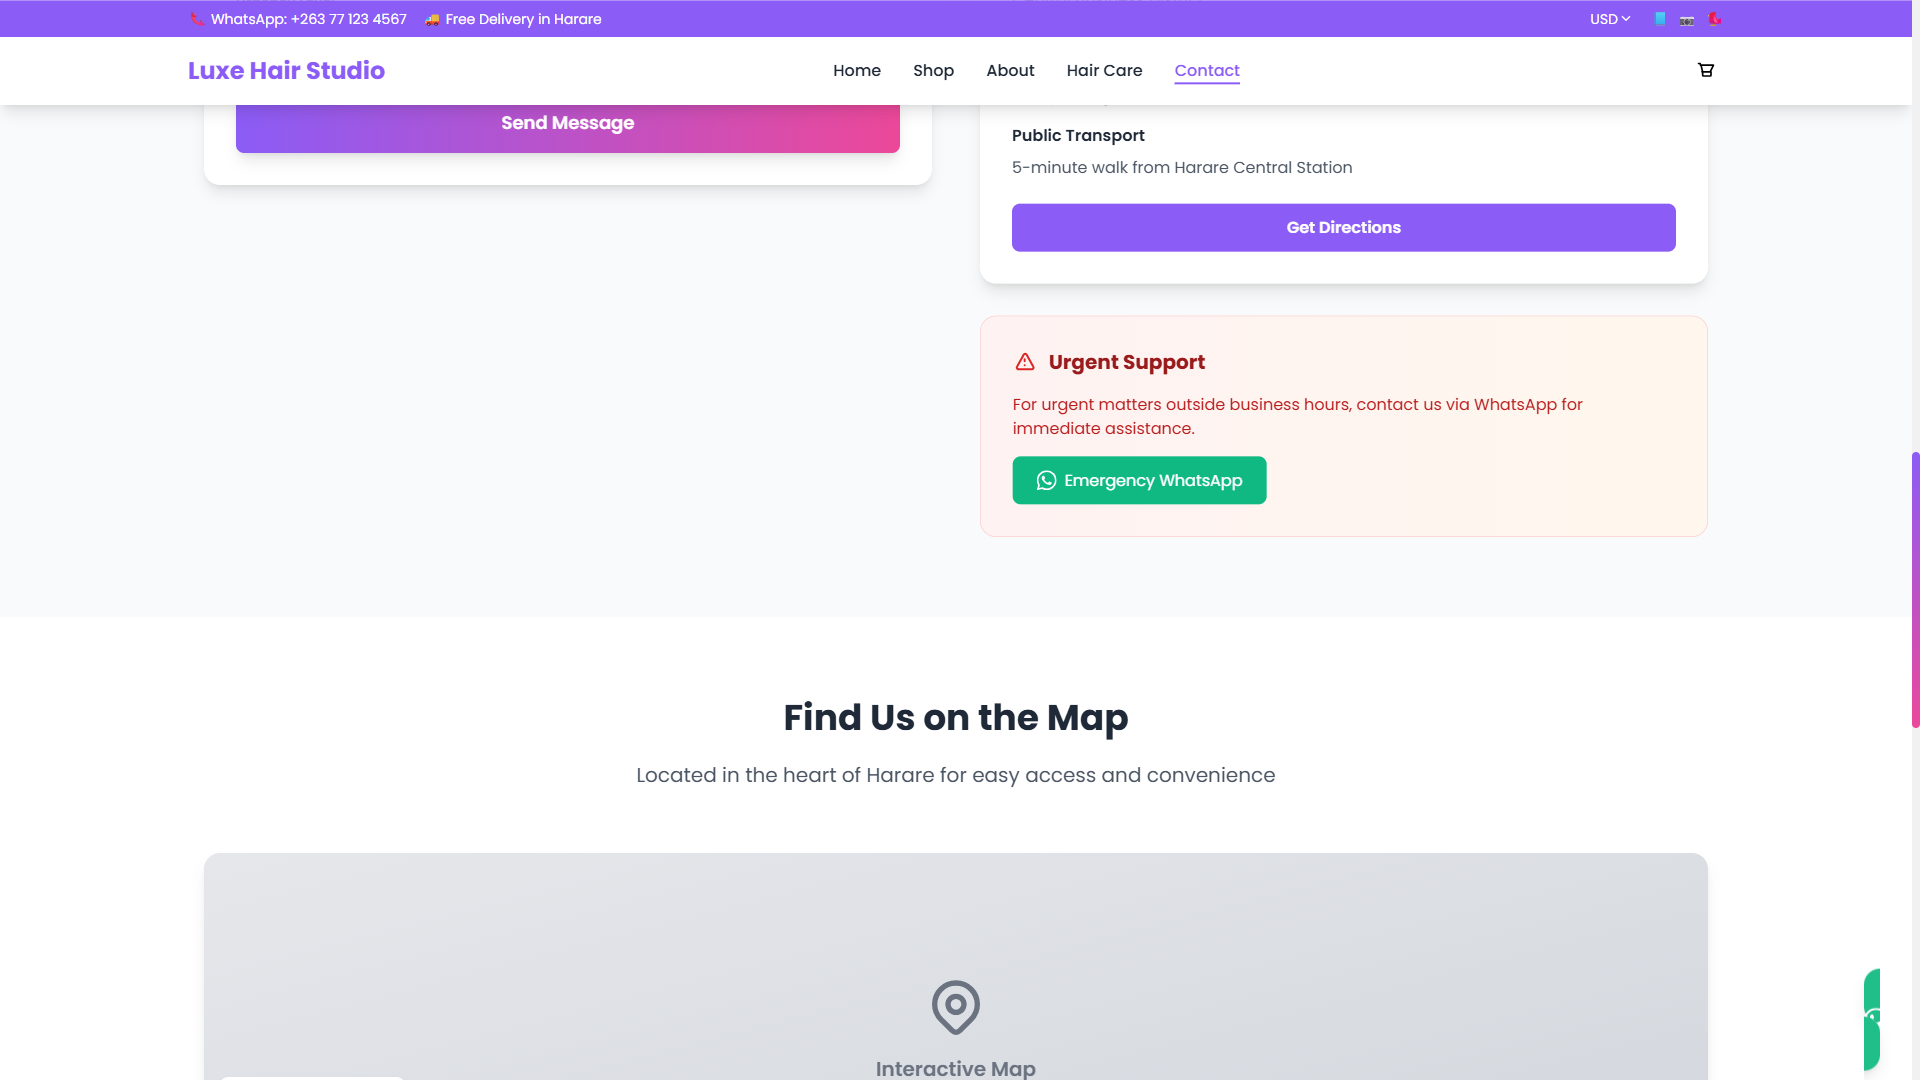 WhatsApp: +263 77 123 4567
Free Delivery in Harare
USD
Luxe Hair Studio
Home
Shop
About
Hair Care
Contact
Send Message
Public Transport
5-minute walk from Harare Central Station
Get Directions
Urgent Support
For urgent matters outside business hours, contact us via WhatsApp for
immediate assistance.
Emergency WhatsApp
Find Us on the Map
Located in the heart of Harare for easy access and convenience
Interactive Map